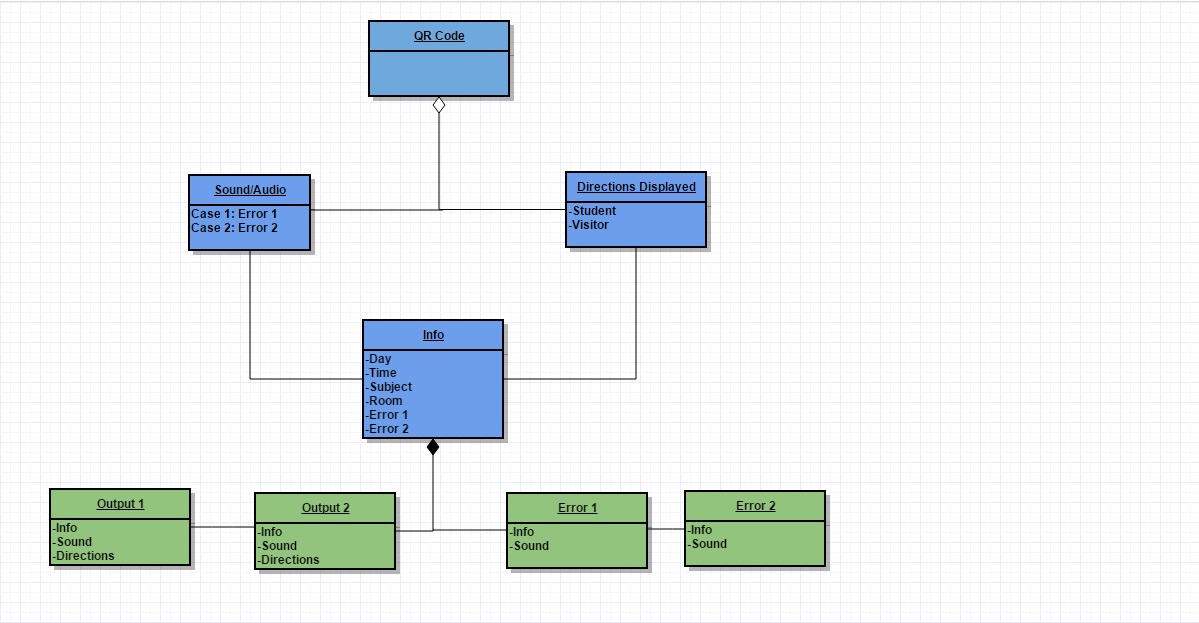 QR Code
Sound/Audio
Case 1: Error 1
Case 2: Error 2
Directions Displayed
-Student
-Visitor
Info
-Day
-Time
-Subject
-Room
-Error 1
-Error 2
Output 1
-Info
-Sound
-Directions
Output 2
-Info
-Sound
-Directions
Error 1
-Info
-Sound
Error 2
-Info
-Sound